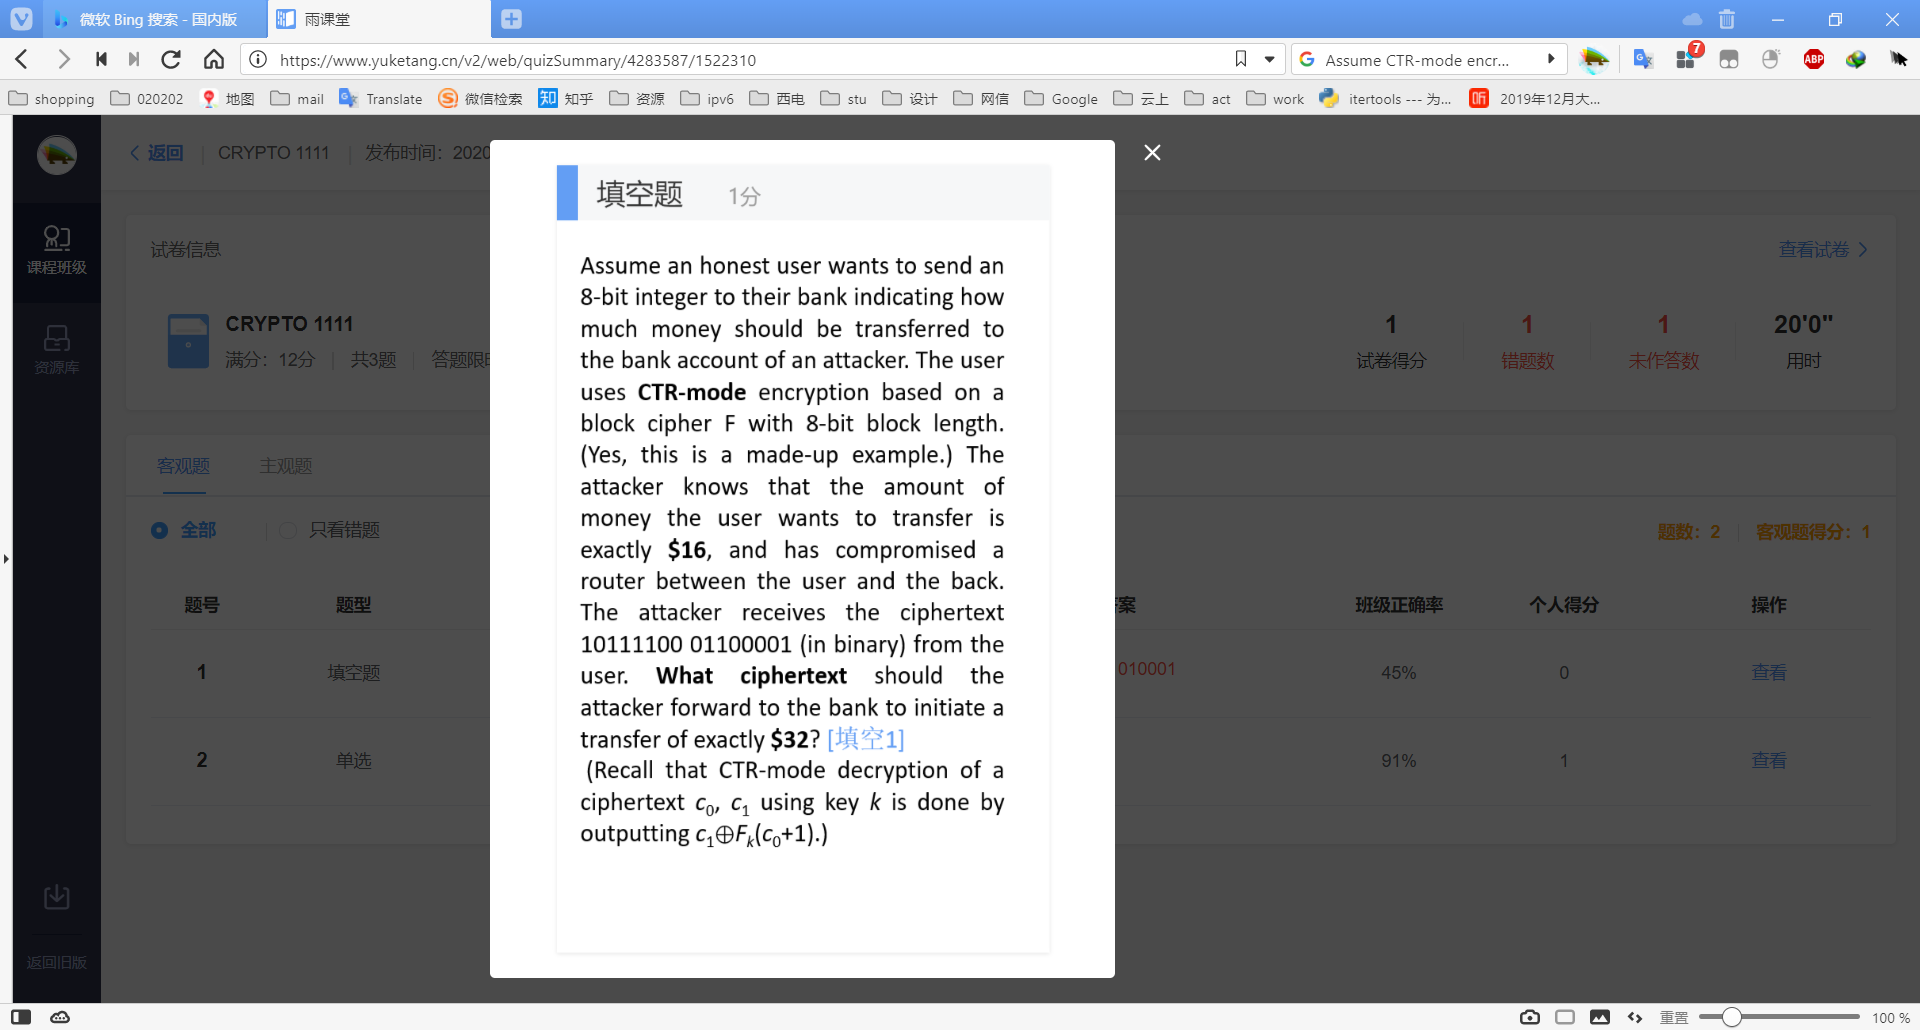 微软 Bing 搜索 - 国内版
雨课堂
https://www.yuketang.cn/v2/web/quizSummary/4283587/1522310
Assume CTR-mode encr...
7
ABP
shopping
020202
地图
mail
Translate
微信检索
知 知乎
资源
ipv6
西电
stu
设计
网信
Google
云上
act
work
itertools --- 为...
2019年12月大...
返回
CRYPTO 1111
发布时间：2020
课程班级
资源库
返回旧版
试卷信息
查看试卷
CRYPTO 1111
满分：12分 | 共3题 | 答题限时
1
试卷得分
1
错题数
1
未作答数
20'0"
用时
客观题
主观题
全部
只看错题
题数：2
客观题得分：1
题号
题型
答案
班级正确率
个人得分
操作
1
填空题
010001
45%
0
查看
2
单选
91%
1
查看
填空题 1分
Assume an honest user wants to send an
8-bit integer to their bank indicating how
much money should be transferred to
the bank account of an attacker. The user
uses CTR-mode encryption based on a
block cipher F with 8-bit block length.
(Yes, this is a made-up example.) The
attacker knows that the amount of
money the user wants to transfer is
exactly $16, and has compromised a
router between the user and the back.
The attacker receives the ciphertext
10111100 01100001 (in binary) from the
user. What ciphertext should the
attacker forward to the bank to initiate a
transfer of exactly $32? [填空1]
(Recall that CTR-mode decryption of a
ciphertext c₀, c₁ using key k is done by
outputting c₁⊕Fₖ(c₀+1).)
重置
100 %